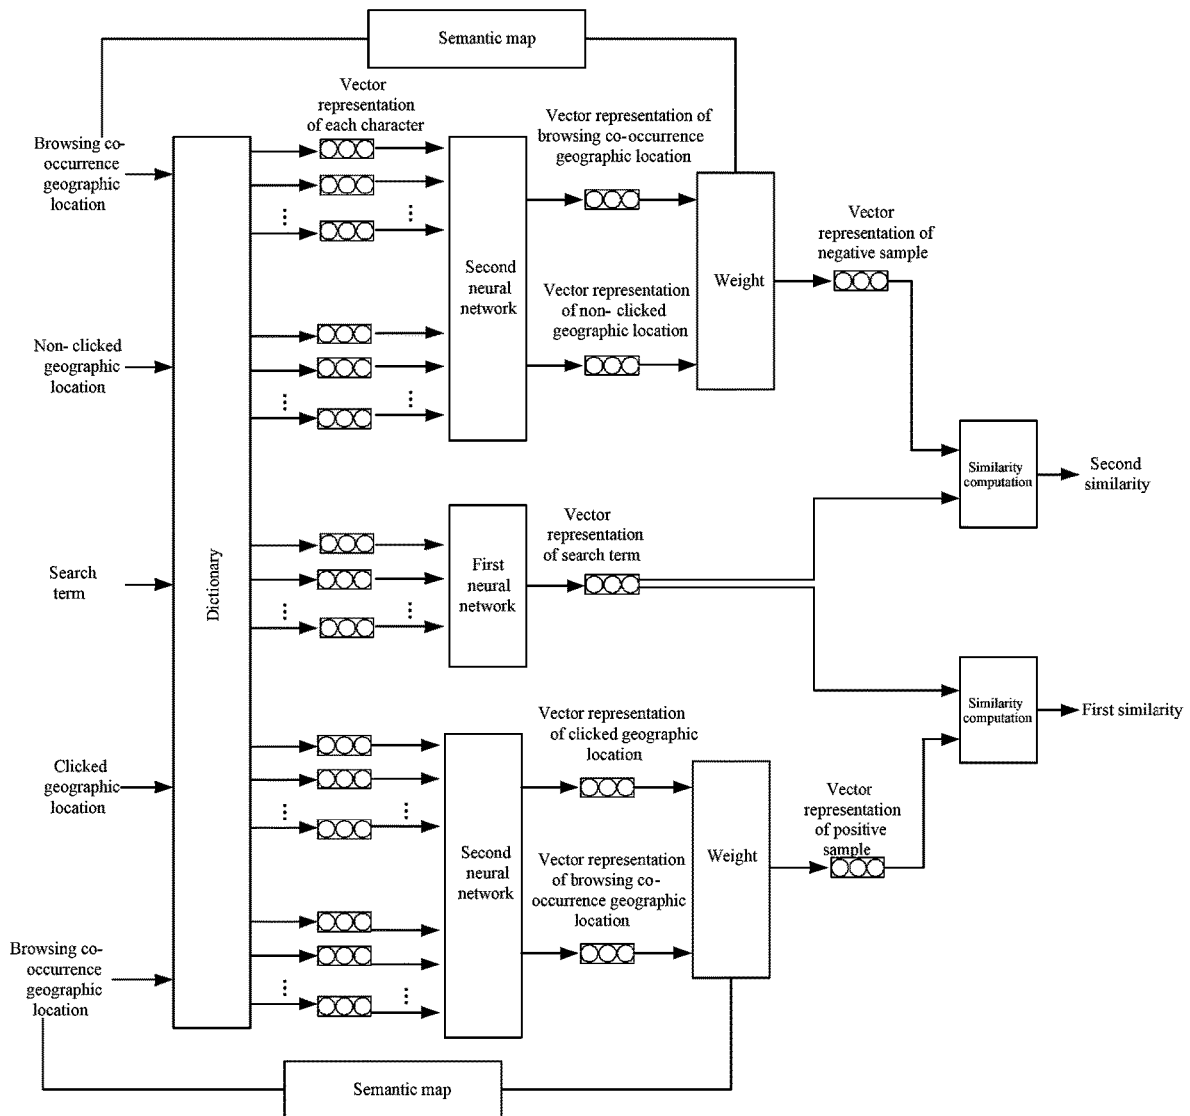 Semantic map
Vector
representation
of each character
Vector representation of
browsing co-occurrence
geographic location
Browsing co-
occurrence
geographic
location
Vector
representation of
negative sample
Second
neural
network
Weight
Vector representation
of non- clicked
geographic location
Non- clicked
geographic
location
Similarity
computation
Second
similarity
Vector
representation
of search term
Search
term
Dictionary
First
neural
network
Similarity
computation
First similarity
Vector representation
of clicked geographic
location
Clicked
geographic
location
Vector
representation
of positive
sample
Second
neural
network
Weight
Vector representation
of browsing co-
occurrence geographic
location
Browsing co-
occurrence
geographic
location
Semantic map